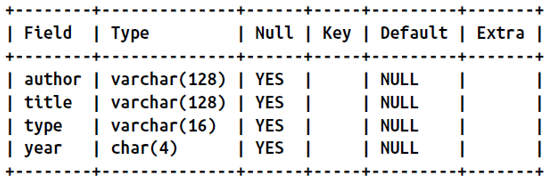 +--------+--------------+------+-----+---------+-------+
| Field  | Type         | Null | Key | Default | Extra |
+--------+--------------+------+-----+---------+-------+
| author | varchar(128) | YES  |     | NULL    |       |
| title  | varchar(128) | YES  |     | NULL    |       |
| type   | varchar(16)  | YES  |     | NULL    |       |
| year   | char(4)      | YES  |     | NULL    |       |
+--------+--------------+------+-----+---------+-------+